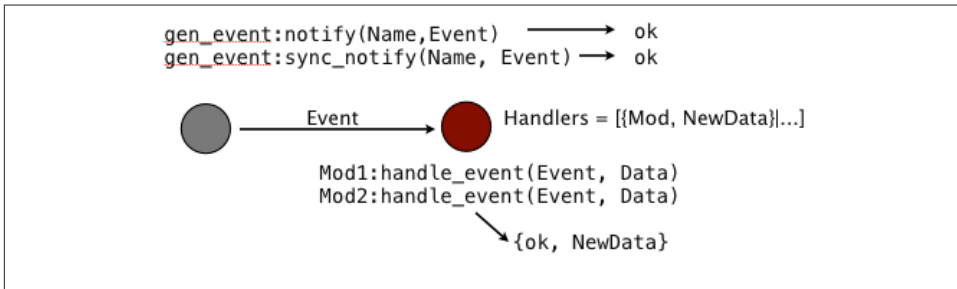 gen_event:notify(Name,Event) ok
gen_event:sync_notify(Name, Event) ok
Event
Handlers = [{Mod, NewData}|...]
Mod1:handle_event(Event, Data)
Mod2:handle_event(Event, Data)
{ok, NewData}